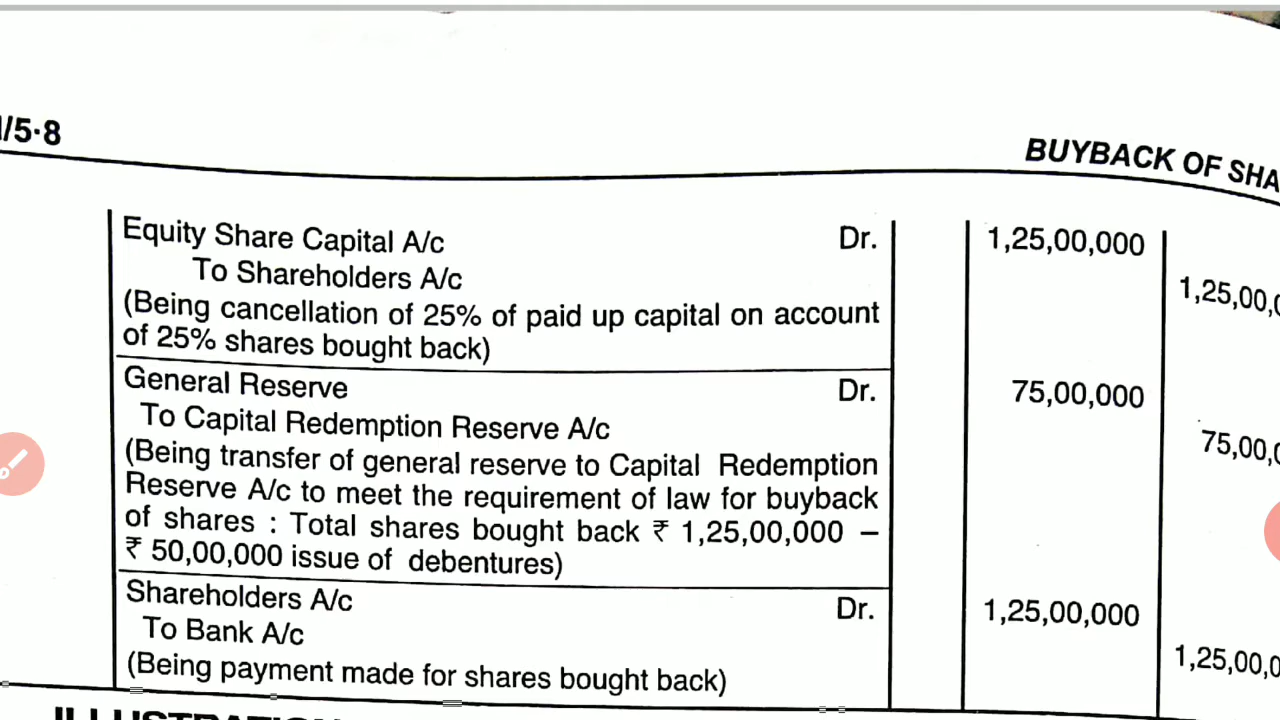 /5·8
BUYBACK OF SHA
Equity Share Capital A/c Dr. 1,25,00,000
To Shareholders A/c 1,25,00,0
(Being cancellation of 25% of paid up capital on account
of 25% shares bought back)
General Reserve Dr. 75,00,000
To Capital Redemption Reserve A/c 75,00,0
(Being transfer of general reserve to Capital Redemption
Reserve A/c to meet the requirement of law for buyback
of shares : Total shares bought back ₹ 1,25,00,000 –
₹ 50,00,000 issue of debentures)
Shareholders A/c Dr. 1,25,00,000
To Bank A/c 1,25,00,0
(Being payment made for shares bought back)
ILLUSTRATION